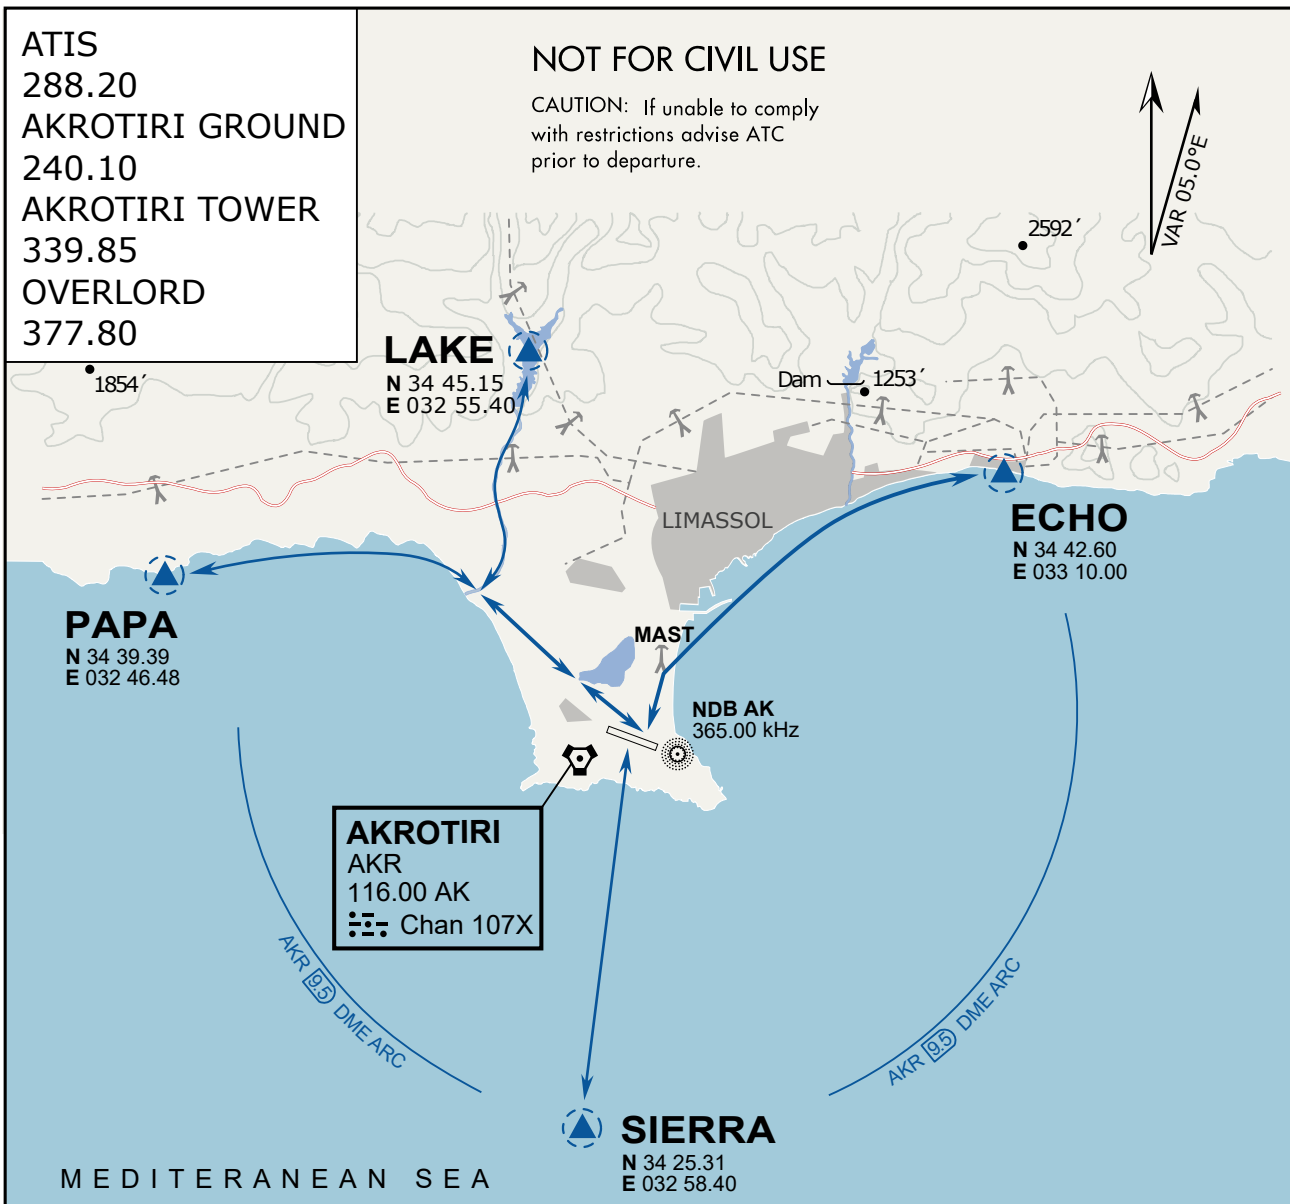 ATIS
288.20
AKROTIRI GROUND
240.10
AKROTIRI TOWER
339.85
OVERLORD
377.80
NOT FOR CIVIL USE
CAUTION: If unable to comply
with restrictions advise ATC
prior to departure.
VAR 05.0°E
2592´
1854´
LAKE
N 34 45.15
E 032 55.40
Dam
1253´
LIMASSOL
ECHO
N 34 42.60
E 033 10.00
PAPA
N 34 39.39
E 032 46.48
MAST
NDB AK
365.00 kHz
AKROTIRI
AKR
116.00 AK
Chan 107X
AKR 9.5 DME ARC
AKR 9.5 DME ARC
SIERRA
N 34 25.31
E 032 58.40
MEDITERANEAN SEA